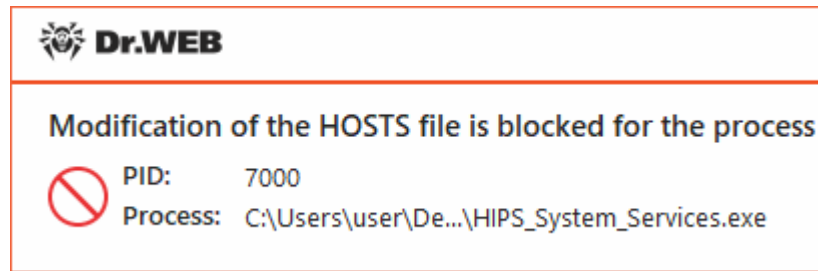 Dr.WEB
Modification of the HOSTS file is blocked for the process
PID: 7000
Process: C:\Users\user\De...\HIPS_System_Services.exe